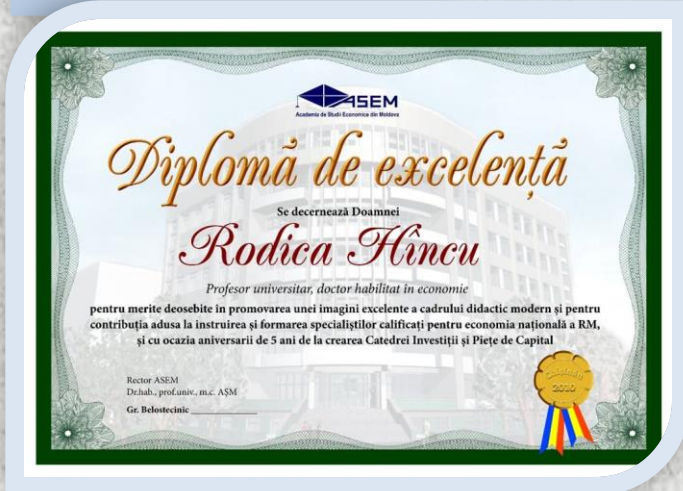 ASEM
Academia de Studii Economice din Moldova
Diplomă de excelență
Se decernează Doamnei
Rodica Hîncu
Profesor universitar, doctor habilitat în economie
pentru merite deosebite în promovarea unei imagini excelente a cadrului didactic modern și pentru
contribuția adusa la instruirea și formarea specialiștilor calificați pentru economia națională a RM,
și cu ocazia aniversarii de 5 ani de la crearea Catedrei Investiții și Piețe de Capital
Rector ASEM
Dr.hab., prof.univ., m.c. AȘM
Gr. Belostecinic
Chișinău
2010